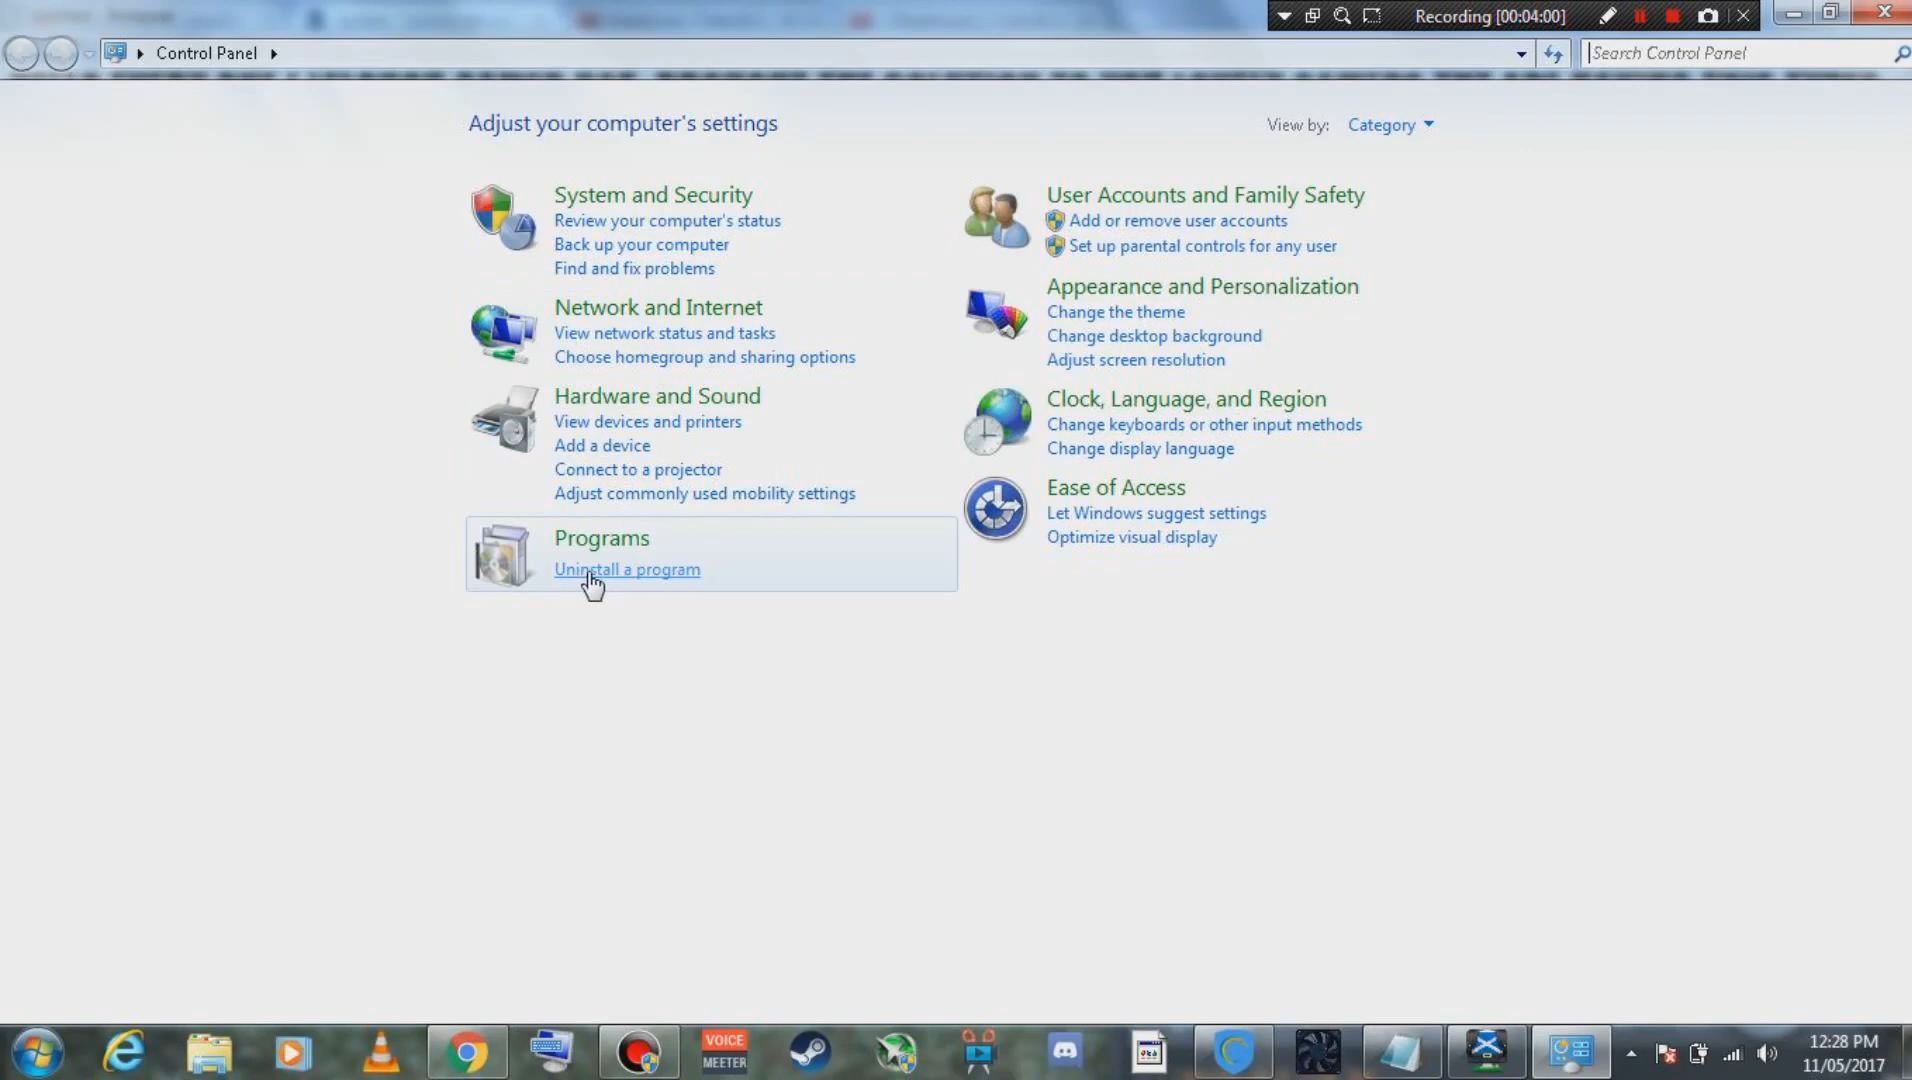 Recording [00:04:00]
Control Panel
Search Control Panel
Adjust your computer's settings
View by: Category
System and Security
Review your computer's status
Back up your computer
Find and fix problems
Network and Internet
View network status and tasks
Choose homegroup and sharing options
Hardware and Sound
View devices and printers
Add a device
Connect to a projector
Adjust commonly used mobility settings
Programs
Uninstall a program
User Accounts and Family Safety
Add or remove user accounts
Set up parental controls for any user
Appearance and Personalization
Change the theme
Change desktop background
Adjust screen resolution
Clock, Language, and Region
Change keyboards or other input methods
Change display language
Ease of Access
Let Windows suggest settings
Optimize visual display
VOICE
MEETER
12:28 PM
11/05/2017